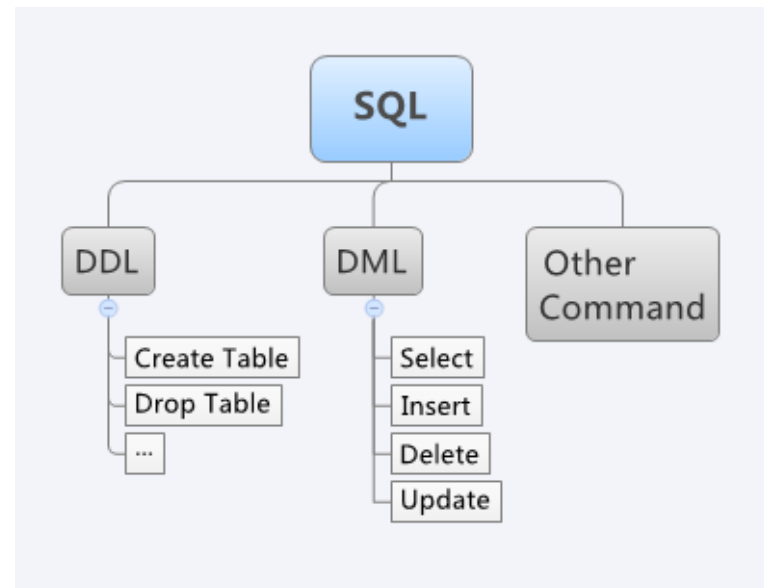 SQL
DDL
DML
Other
Command
Create Table
Drop Table
...
Select
Insert
Delete
Update